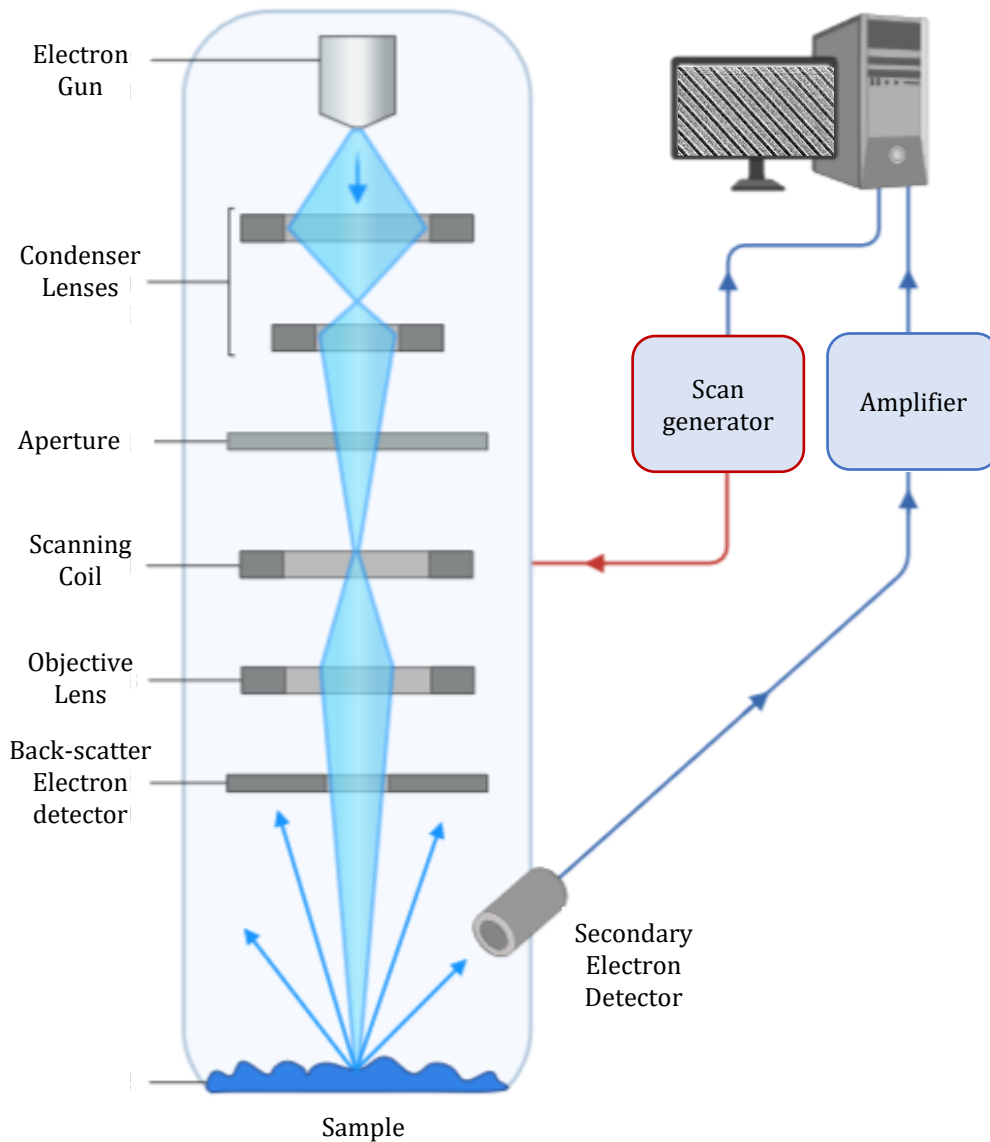 Electron
Gun
Condenser
Lenses
Aperture
Scanning
Coil
Objective
Lens
Back-scatter
Electron
detector
Scan
generator
Amplifier
Secondary
Electron
Detector
Sample